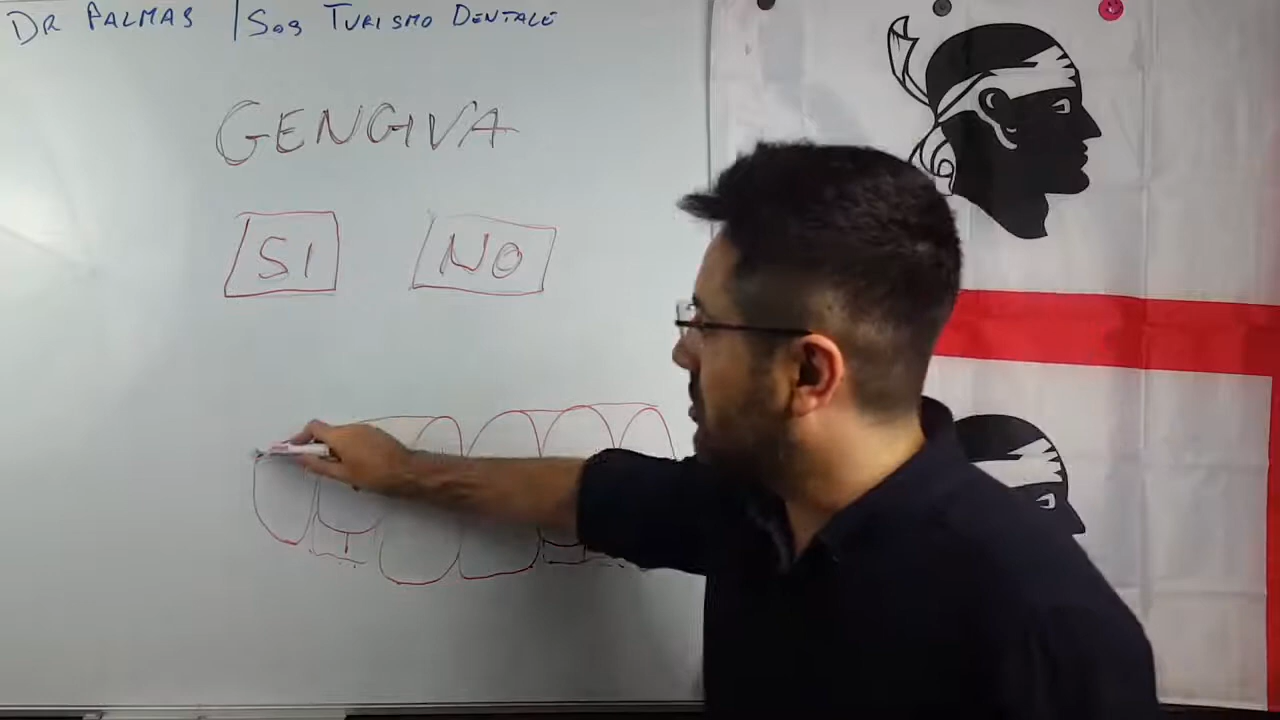 DR PALMAS | SOS TURISMO DENTALE
GENGIVA
SI NO